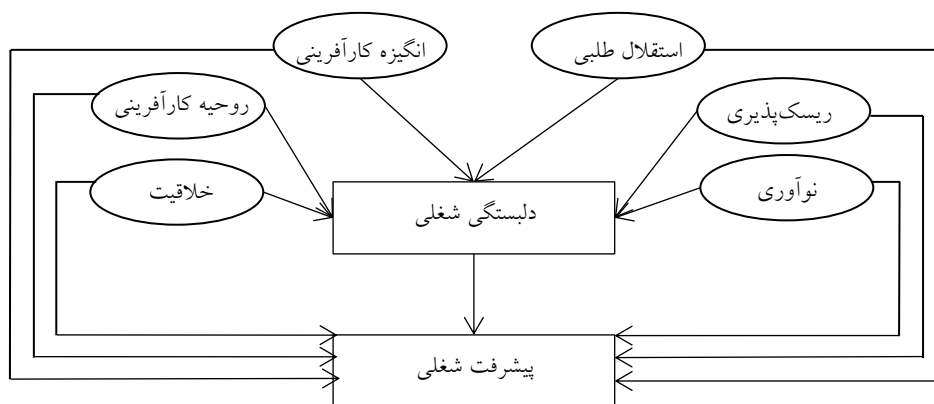 استقلال طلبی
انگیزه کارآفرینی
ریسک‌پذیری
روحیه کارآفرینی
نوآوری
خلاقیت
دلبستگی شغلی
پیشرفت شغلی